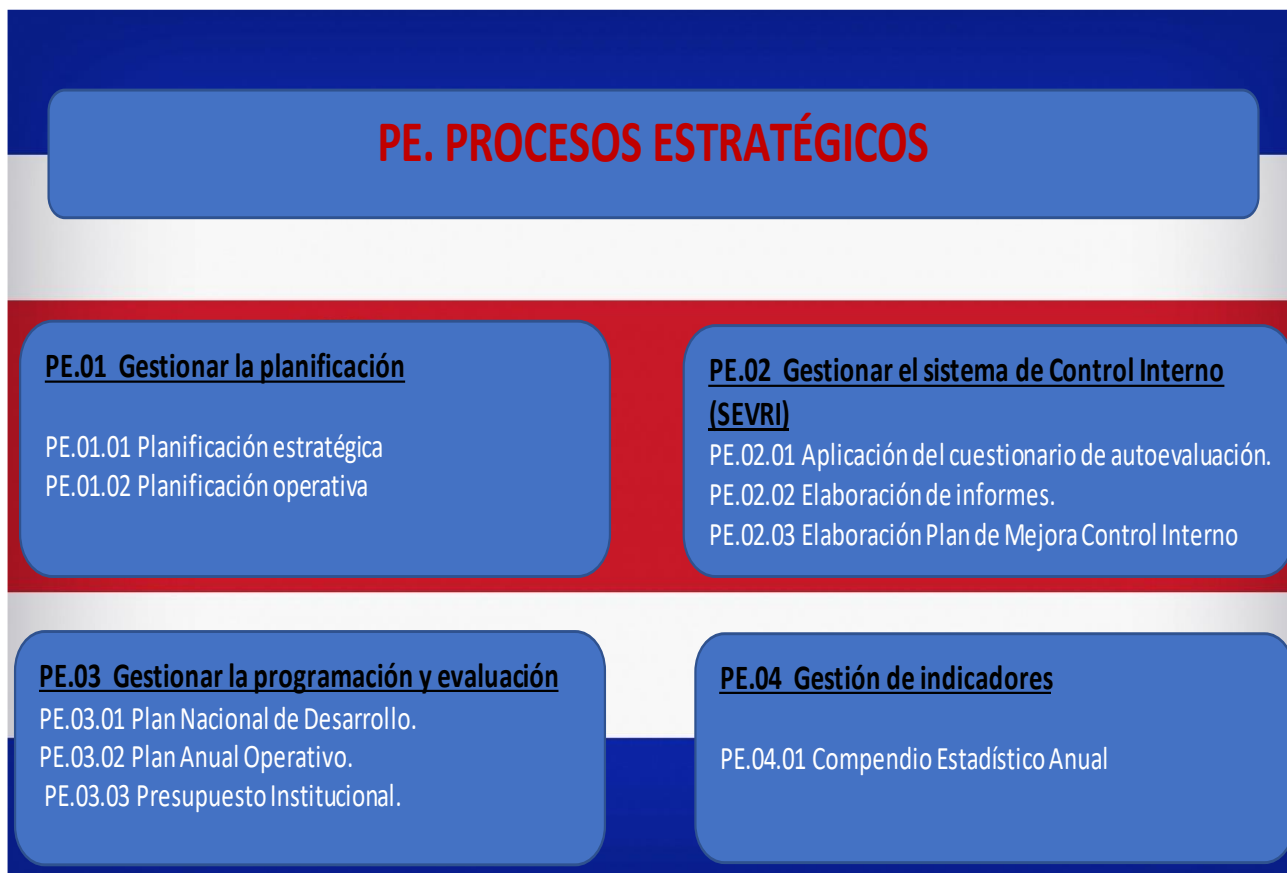 PE. PROCESOS ESTRATÉGICOS
PE.01 Gestionar la planificación
PE.01.01 Planificación estratégica
PE.01.02 Planificación operativa
PE.02 Gestionar el sistema de Control Interno
(SEVRI)
PE.02.01 Aplicación del cuestionario de autoevaluación.
PE.02.02 Elaboración de informes.
PE.02.03 Elaboración Plan de Mejora Control Interno
PE.03 Gestionar la programación y evaluación
PE.03.01 Plan Nacional de Desarrollo.
PE.03.02 Plan Anual Operativo.
PE.03.03 Presupuesto Institucional.
PE.04 Gestión de indicadores
PE.04.01 Compendio Estadístico Anual